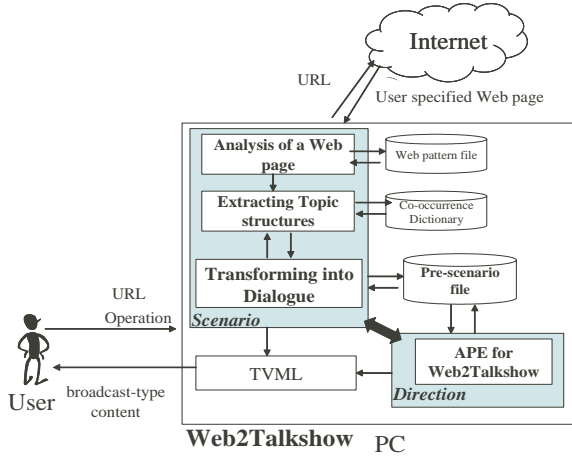 Internet
URL
User specified Web page
Analysis of a Web
page
Web pattern file
Extracting Topic
structures
Co-occurrence
Dictionary
Transforming into
Dialogue
Pre-scenario
file
Scenario
URL
Operation
User
broadcast-type
content
TVML
APE for
Web2Talkshow
Direction
Web2Talkshow
PC